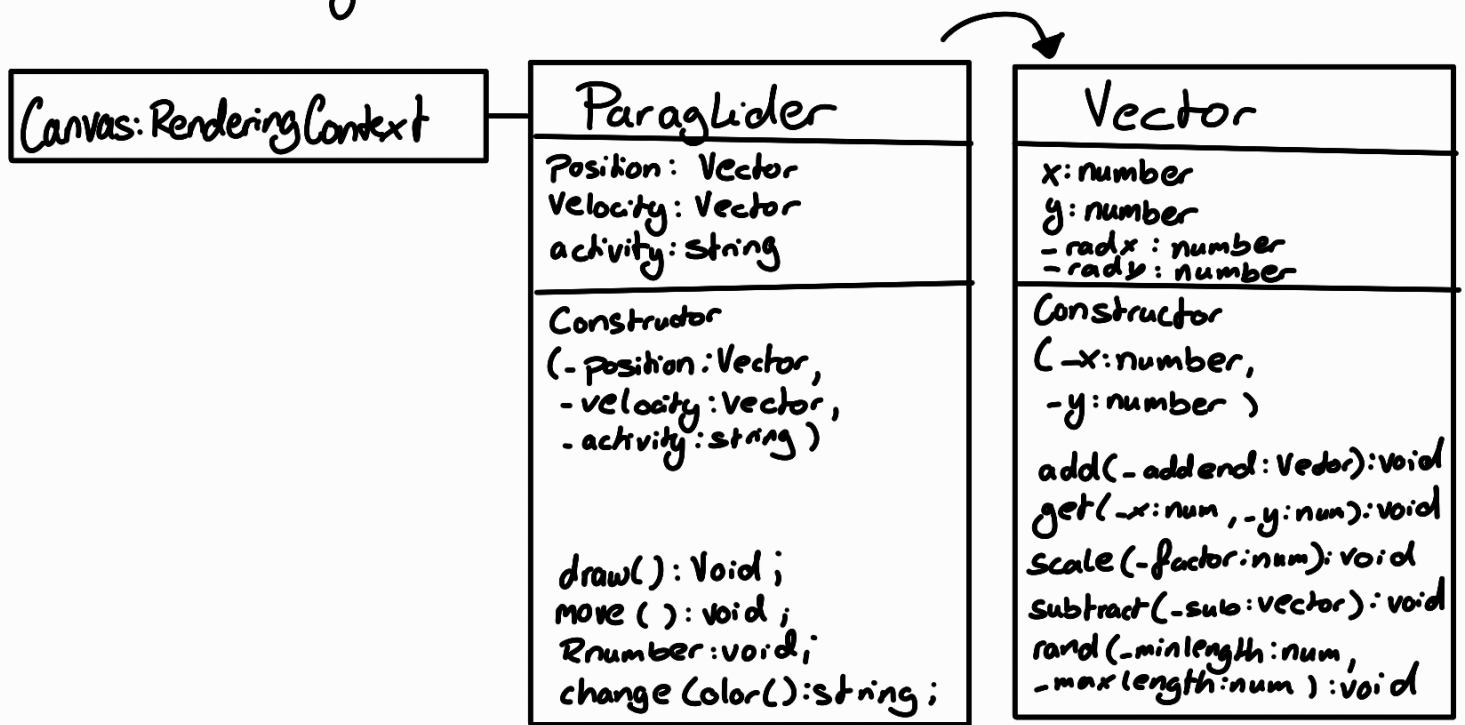 Canvas: RenderingContext
Paraglider
Position: Vector
Velocity: Vector
activity: string
Constructor
(_position: Vector,
_velocity: Vector,
_activity: string)
draw(): Void;
move(): void;
Rnumber: void;
changeColor(): string;
Vector
x: number
y: number
_radx: number
_rady: number
Constructor
(_x: number,
_y: number)
add(_addend: Vector): void
get(_x: num, _y: num): void
scale(_factor: num): void
subtract(_sub: vector): void
rand(_minlength: num,
_maxlength: num): void